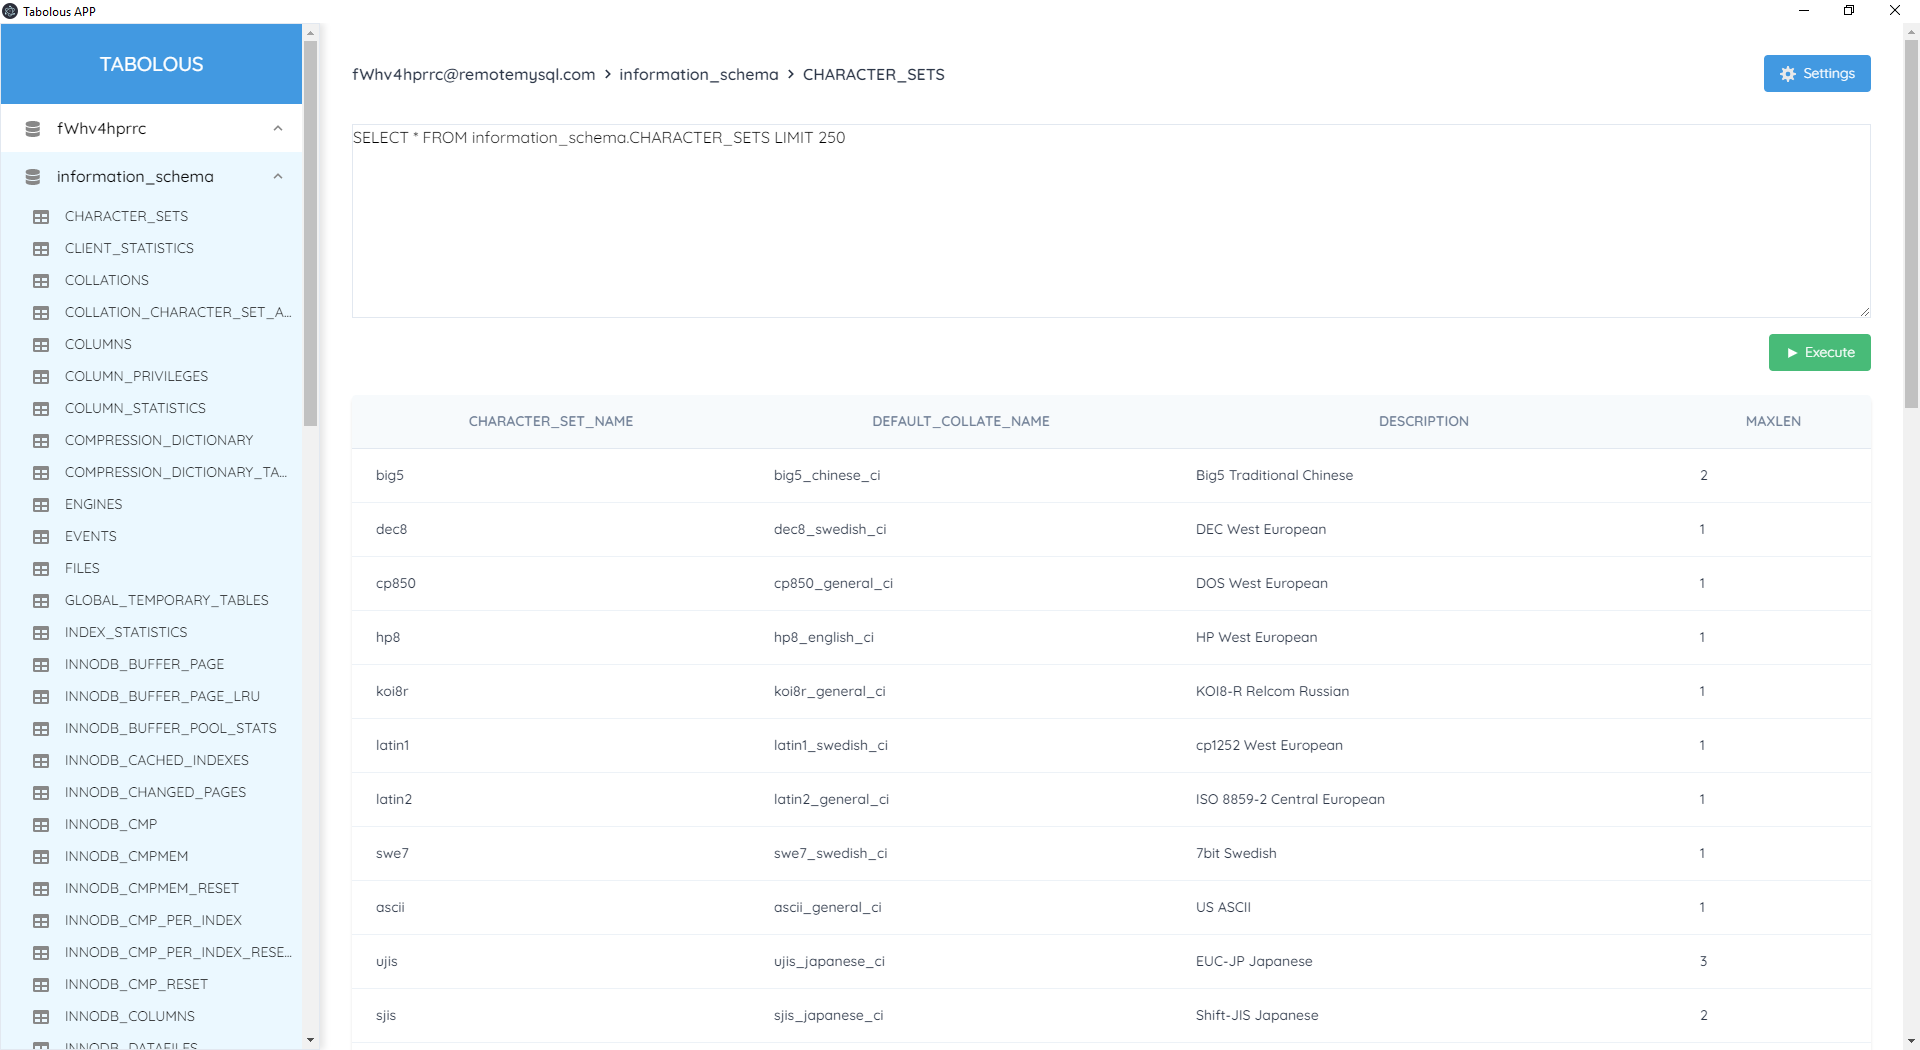 Tabolous APP
TABOLOUS
fWhv4hprrc
information_schema
CHARACTER_SETS
CLIENT_STATISTICS
COLLATIONS
COLLATION_CHARACTER_SET_A...
COLUMNS
COLUMN_PRIVILEGES
COLUMN_STATISTICS
COMPRESSION_DICTIONARY
COMPRESSION_DICTIONARY_TA...
ENGINES
EVENTS
FILES
GLOBAL_TEMPORARY_TABLES
INDEX_STATISTICS
INNODB_BUFFER_PAGE
INNODB_BUFFER_PAGE_LRU
INNODB_BUFFER_POOL_STATS
INNODB_CACHED_INDEXES
INNODB_CHANGED_PAGES
INNODB_CMP
INNODB_CMPMEM
INNODB_CMPMEM_RESET
INNODB_CMP_PER_INDEX
INNODB_CMP_PER_INDEX_RESE...
INNODB_CMP_RESET
INNODB_COLUMNS
INNODB_DATAFILES
fWhv4hprrc@remotemysql.com > information_schema > CHARACTER_SETS
Settings
SELECT * FROM information_schema.CHARACTER_SETS LIMIT 250
Execute
CHARACTER_SET_NAME DEFAULT_COLLATE_NAME DESCRIPTION MAXLEN
big5 big5_chinese_ci Big5 Traditional Chinese 2
dec8 dec8_swedish_ci DEC West European 1
cp850 cp850_general_ci DOS West European 1
hp8 hp8_english_ci HP West European 1
koi8r koi8r_general_ci KOI8-R Relcom Russian 1
latin1 latin1_swedish_ci cp1252 West European 1
latin2 latin2_general_ci ISO 8859-2 Central European 1
swe7 swe7_swedish_ci 7bit Swedish 1
ascii ascii_general_ci US ASCII 1
ujis ujis_japanese_ci EUC-JP Japanese 3
sjis sjis_japanese_ci Shift-JIS Japanese 2